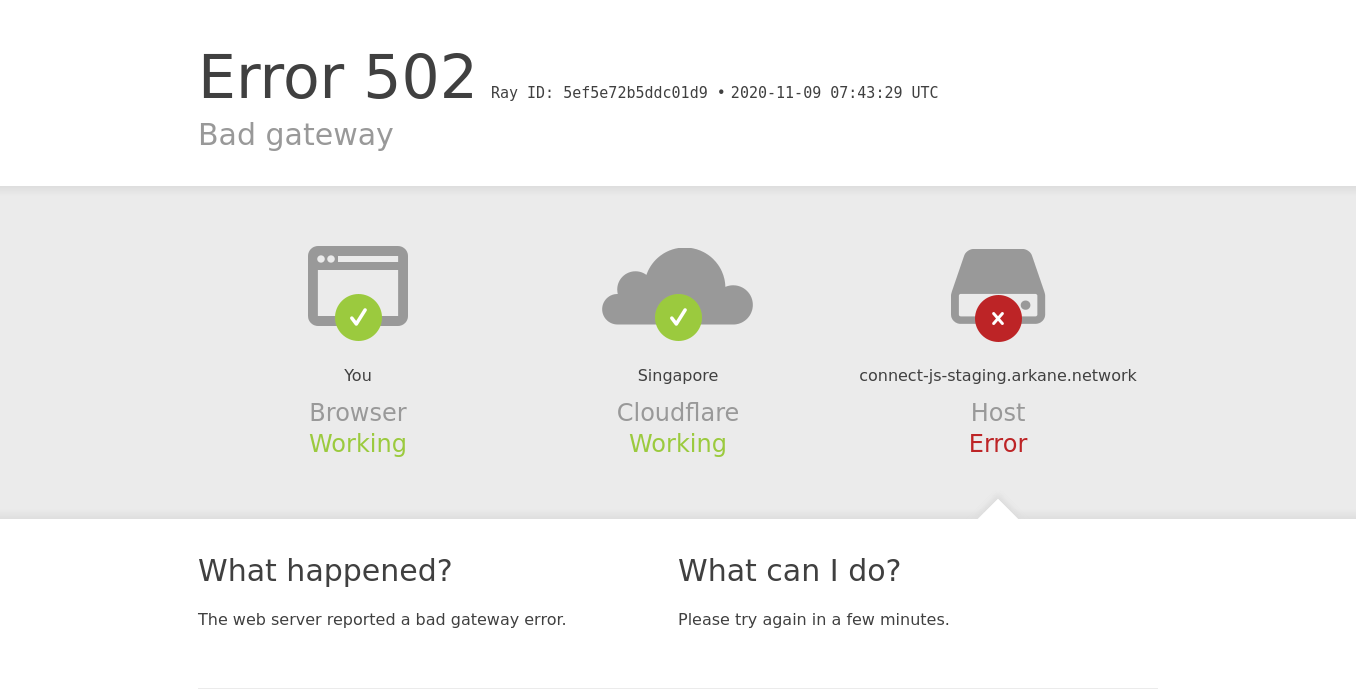 Error 502 Ray ID: 5ef5e72b5ddc01d9 • 2020-11-09 07:43:29 UTC
Bad gateway
You
Browser
Working
Singapore
Cloudflare
Working
connect-js-staging.arkane.network
Host
Error
What happened?
The web server reported a bad gateway error.
What can I do?
Please try again in a few minutes.